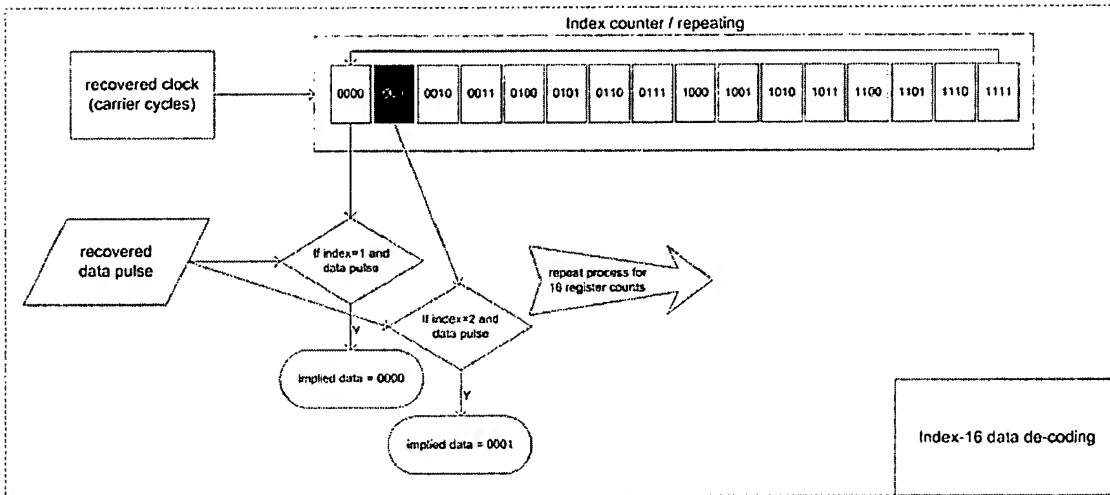 Index counter / repeating
recovered clock
(carrier cycles)
0000 0010 0011 0100 0101 0110 0111 1000 1001 1010 1011 1100 1101 1110 1111
recovered
data pulse
If index=1 and
data pulse
repeat process for
16 register counts
If index=2 and
data pulse
Y
implied data = 0000
Y
implied data = 0001
Index-16 data de-coding